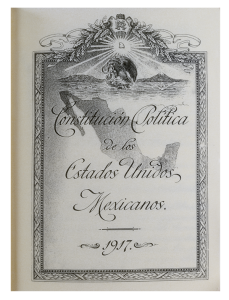 Constitución Política
de los
Estados Unidos
Mexicanos.
1917.